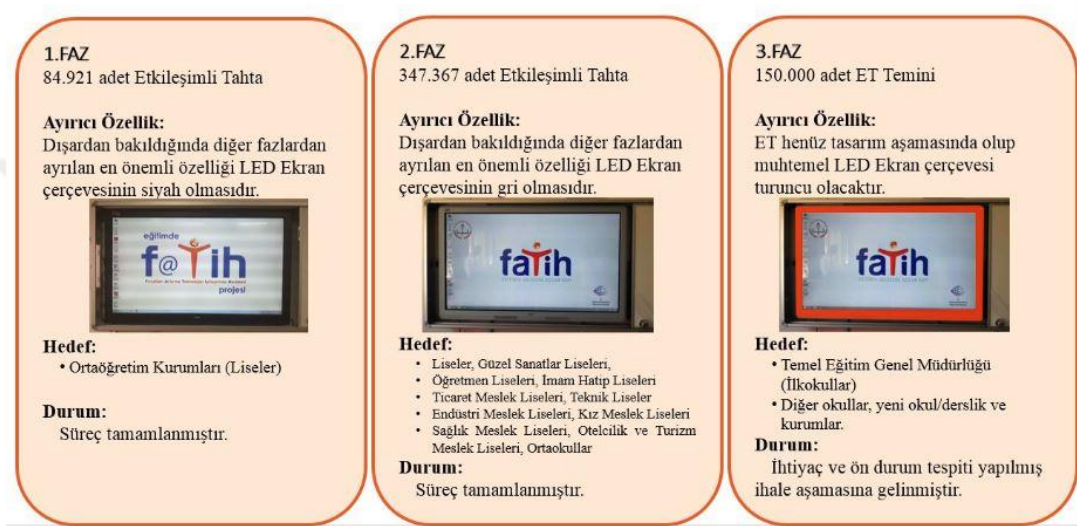 1.FAZ
84.921 adet Etkileşimli Tahta
Ayırıcı Özellik:
Dışardan bakıldığında diğer fazlardan
ayrılan en önemli özelliği LED Ekran
çerçevesinin siyah olmasıdır.
eğitimde
f@tih
projesi
Hedef:
• Ortaöğretim Kurumları (Liseler)
Durum:
Süreç tamamlanmıştır.
2.FAZ
347.367 adet Etkileşimli Tahta
Ayırıcı Özellik:
Dışardan bakıldığında diğer fazlardan
ayrılan en önemli özelliği LED Ekran
çerçevesinin gri olmasıdır.
fatih
Hedef:
• Liseler, Güzel Sanatlar Liseleri,
• Öğretmen Liseleri, İmam Hatip Liseleri
• Ticaret Meslek Liseleri, Teknik Liseler
• Endüstri Meslek Liseleri, Kız Meslek Liseleri
• Sağlık Meslek Liseleri, Otelcilik ve Turizm
Meslek Liseleri, Ortaokullar
Durum:
Süreç tamamlanmıştır.
3.FAZ
150.000 adet ET Temini
Ayırıcı Özellik:
ET henüz tasarım aşamasında olup
muhtemel LED Ekran çerçevesi
turuncu olacaktır.
fatih
Hedef:
• Temel Eğitim Genel Müdürlüğü
(İlkokullar)
• Diğer okullar, yeni okul/derslik ve
kurumlar.
Durum:
İhtiyaç ve ön durum tespiti yapılmış
ihale aşamasına gelinmiştir.